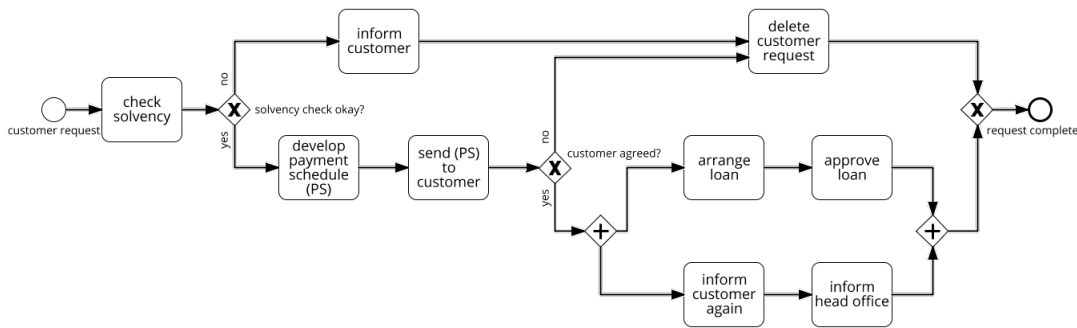 inform
customer
delete
customer
request
no
check
solvency
solvency check okay?
customer request
yes
request complete
develop
payment
schedule
(PS)
send (PS)
to
customer
no
customer agreed?
yes
arrange
loan
approve
loan
inform
customer
again
inform
head office